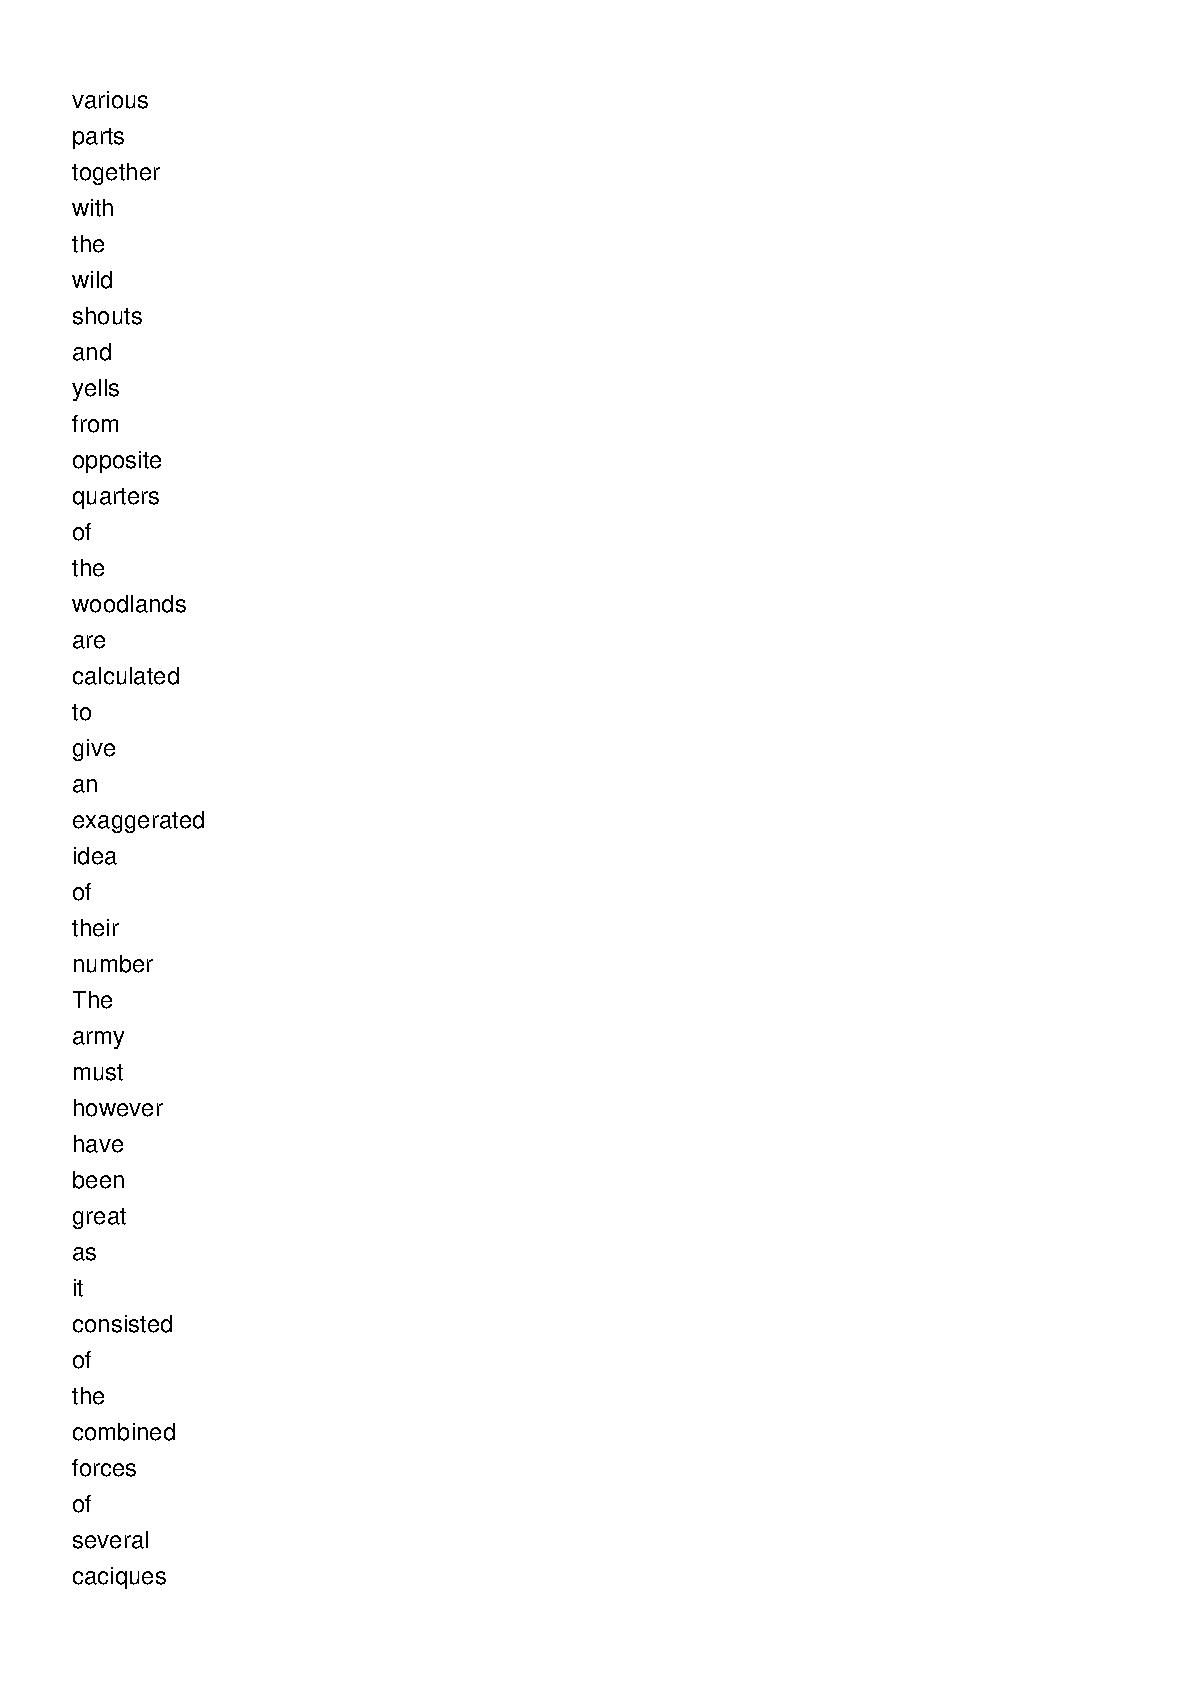 various
parts
together
with
the
wild
shouts
and
yells
from
opposite
quarters
of
the
woodlands
are
calculated
to
give
an
exaggerated
idea
of
their
number
The
army
must
however
have
been
great
as
it
consisted
of
the
combined
forces
of
several
caciques